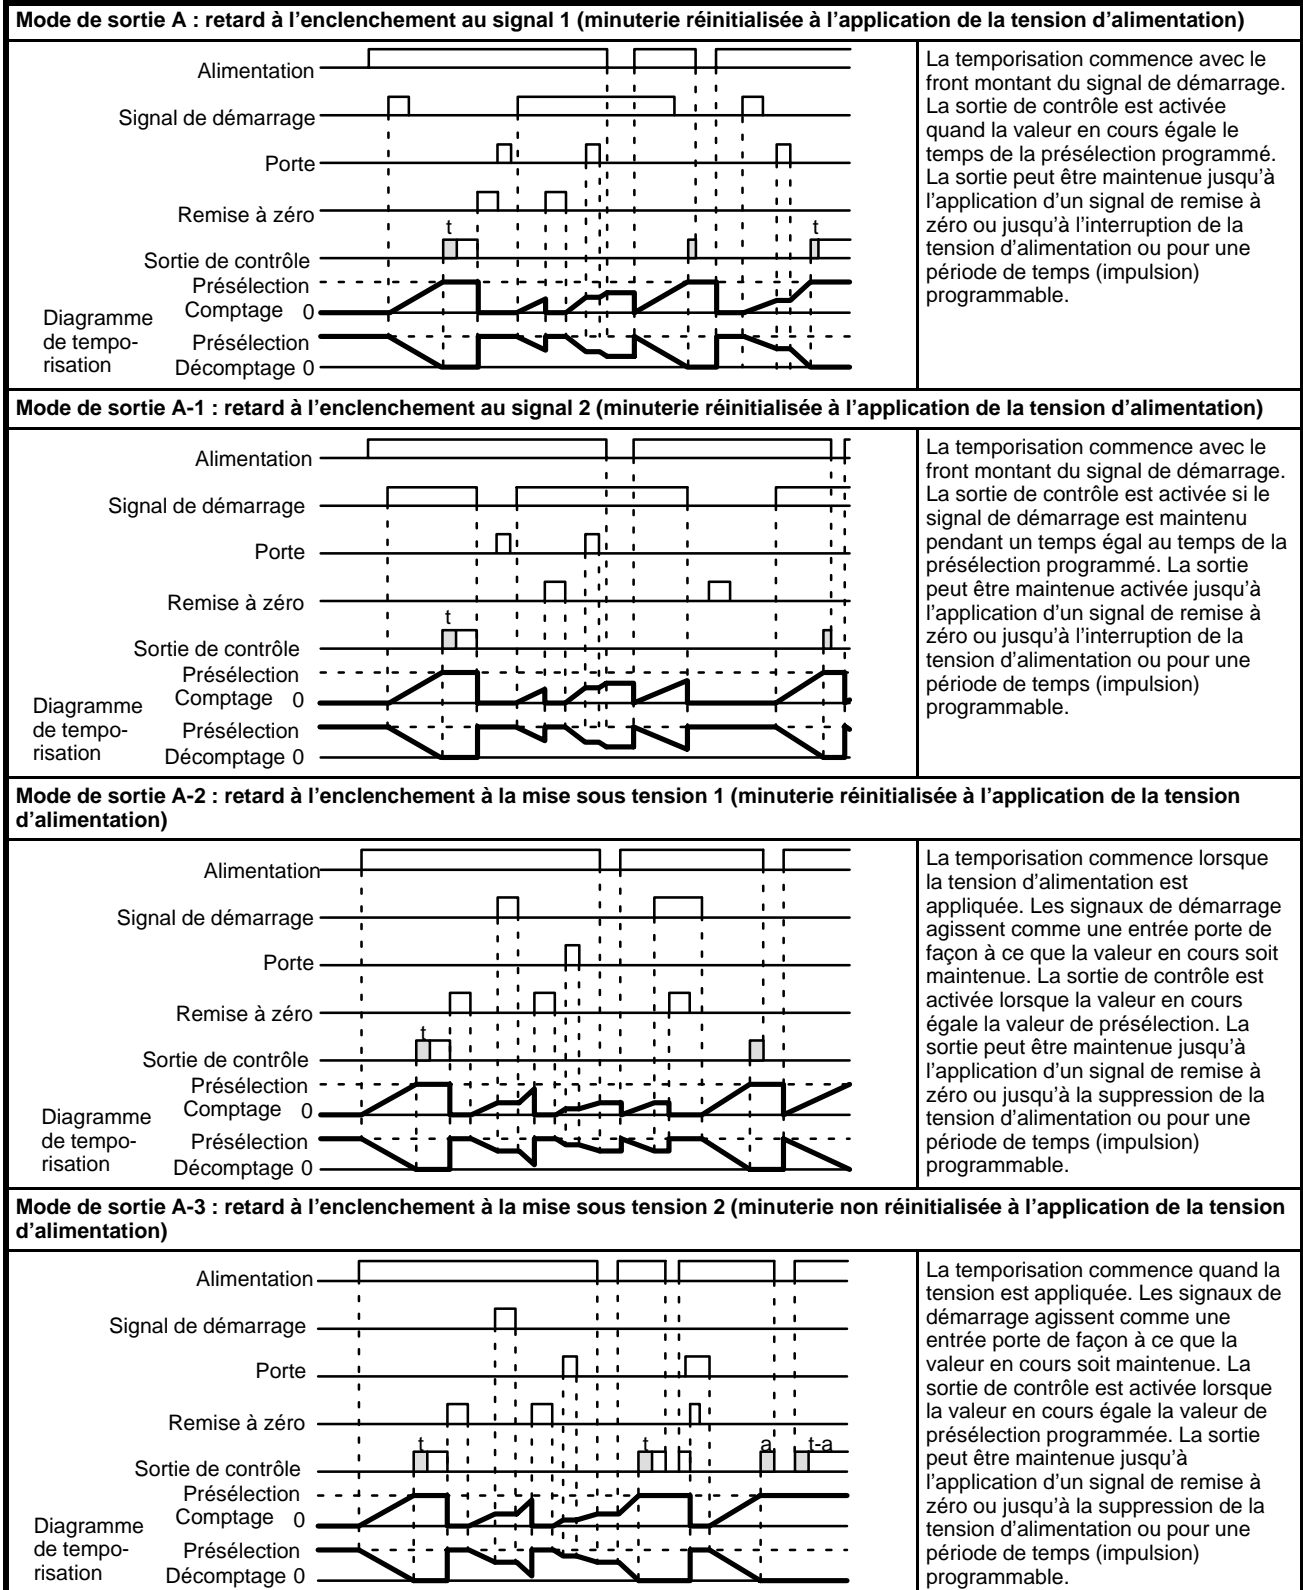 Mode de sortie A : retard à l’enclenchement au signal 1 (minuterie réinitialisée à l’application de la tension d’alimentation)
Alimentation
Signal de démarrage
Porte
Remise à zéro
t
t
Sortie de contrôle
Présélection
Comptage 0
Diagramme
de tempo-
risation
Présélection
Décomptage 0
La temporisation commence avec le
front montant du signal de démarrage.
La sortie de contrôle est activée
quand la valeur en cours égale le
temps de la présélection programmé.
La sortie peut être maintenue jusqu’à
l’application d’un signal de remise à
zéro ou jusqu’à l’interruption de la
tension d’alimentation ou pour une
période de temps (impulsion)
programmable.
Mode de sortie A-1 : retard à l’enclenchement au signal 2 (minuterie réinitialisée à l’application de la tension d’alimentation)
Alimentation
Signal de démarrage
Porte
Remise à zéro
t
Sortie de contrôle
Présélection
Comptage 0
Diagramme
de tempo-
risation
Présélection
Décomptage 0
La temporisation commence avec le
front montant du signal de démarrage.
La sortie de contrôle est activée si le
signal de démarrage est maintenu
pendant un temps égal au temps de la
présélection programmé. La sortie
peut être maintenue activée jusqu’à
l’application d’un signal de remise à
zéro ou jusqu’à l’interruption de la
tension d’alimentation ou pour une
période de temps (impulsion)
programmable.
Mode de sortie A-2 : retard à l’enclenchement à la mise sous tension 1 (minuterie réinitialisée à l’application de la tension
d’alimentation)
Alimentation
Signal de démarrage
Porte
Remise à zéro
t
Sortie de contrôle
Présélection
Comptage 0
Diagramme
de tempo-
risation
Présélection
Décomptage 0
La temporisation commence lorsque
la tension d’alimentation est
appliquée. Les signaux de démarrage
agissent comme une entrée porte de
façon à ce que la valeur en cours soit
maintenue. La sortie de contrôle est
activée lorsque la valeur en cours
égale la valeur de présélection. La
sortie peut être maintenue jusqu’à
l’application d’un signal de remise à
zéro ou jusqu’à la suppression de la
tension d’alimentation ou pour une
période de temps (impulsion)
programmable.
Mode de sortie A-3 : retard à l’enclenchement à la mise sous tension 2 (minuterie non réinitialisée à l’application de la tension
d’alimentation)
Alimentation
Signal de démarrage
Porte
Remise à zéro
t
t
a
t-a
Sortie de contrôle
Présélection
Comptage 0
Diagramme
de tempo-
risation
Présélection
Décomptage 0
La temporisation commence quand la
tension est appliquée. Les signaux de
démarrage agissent comme une
entrée porte de façon à ce que la
valeur en cours soit maintenue. La
sortie de contrôle est activée lorsque
la valeur en cours égale la valeur de
présélection programmée. La sortie
peut être maintenue jusqu’à
l’application d’un signal de remise à
zéro ou jusqu’à la suppression de la
tension d’alimentation ou pour une
période de temps (impulsion)
programmable.